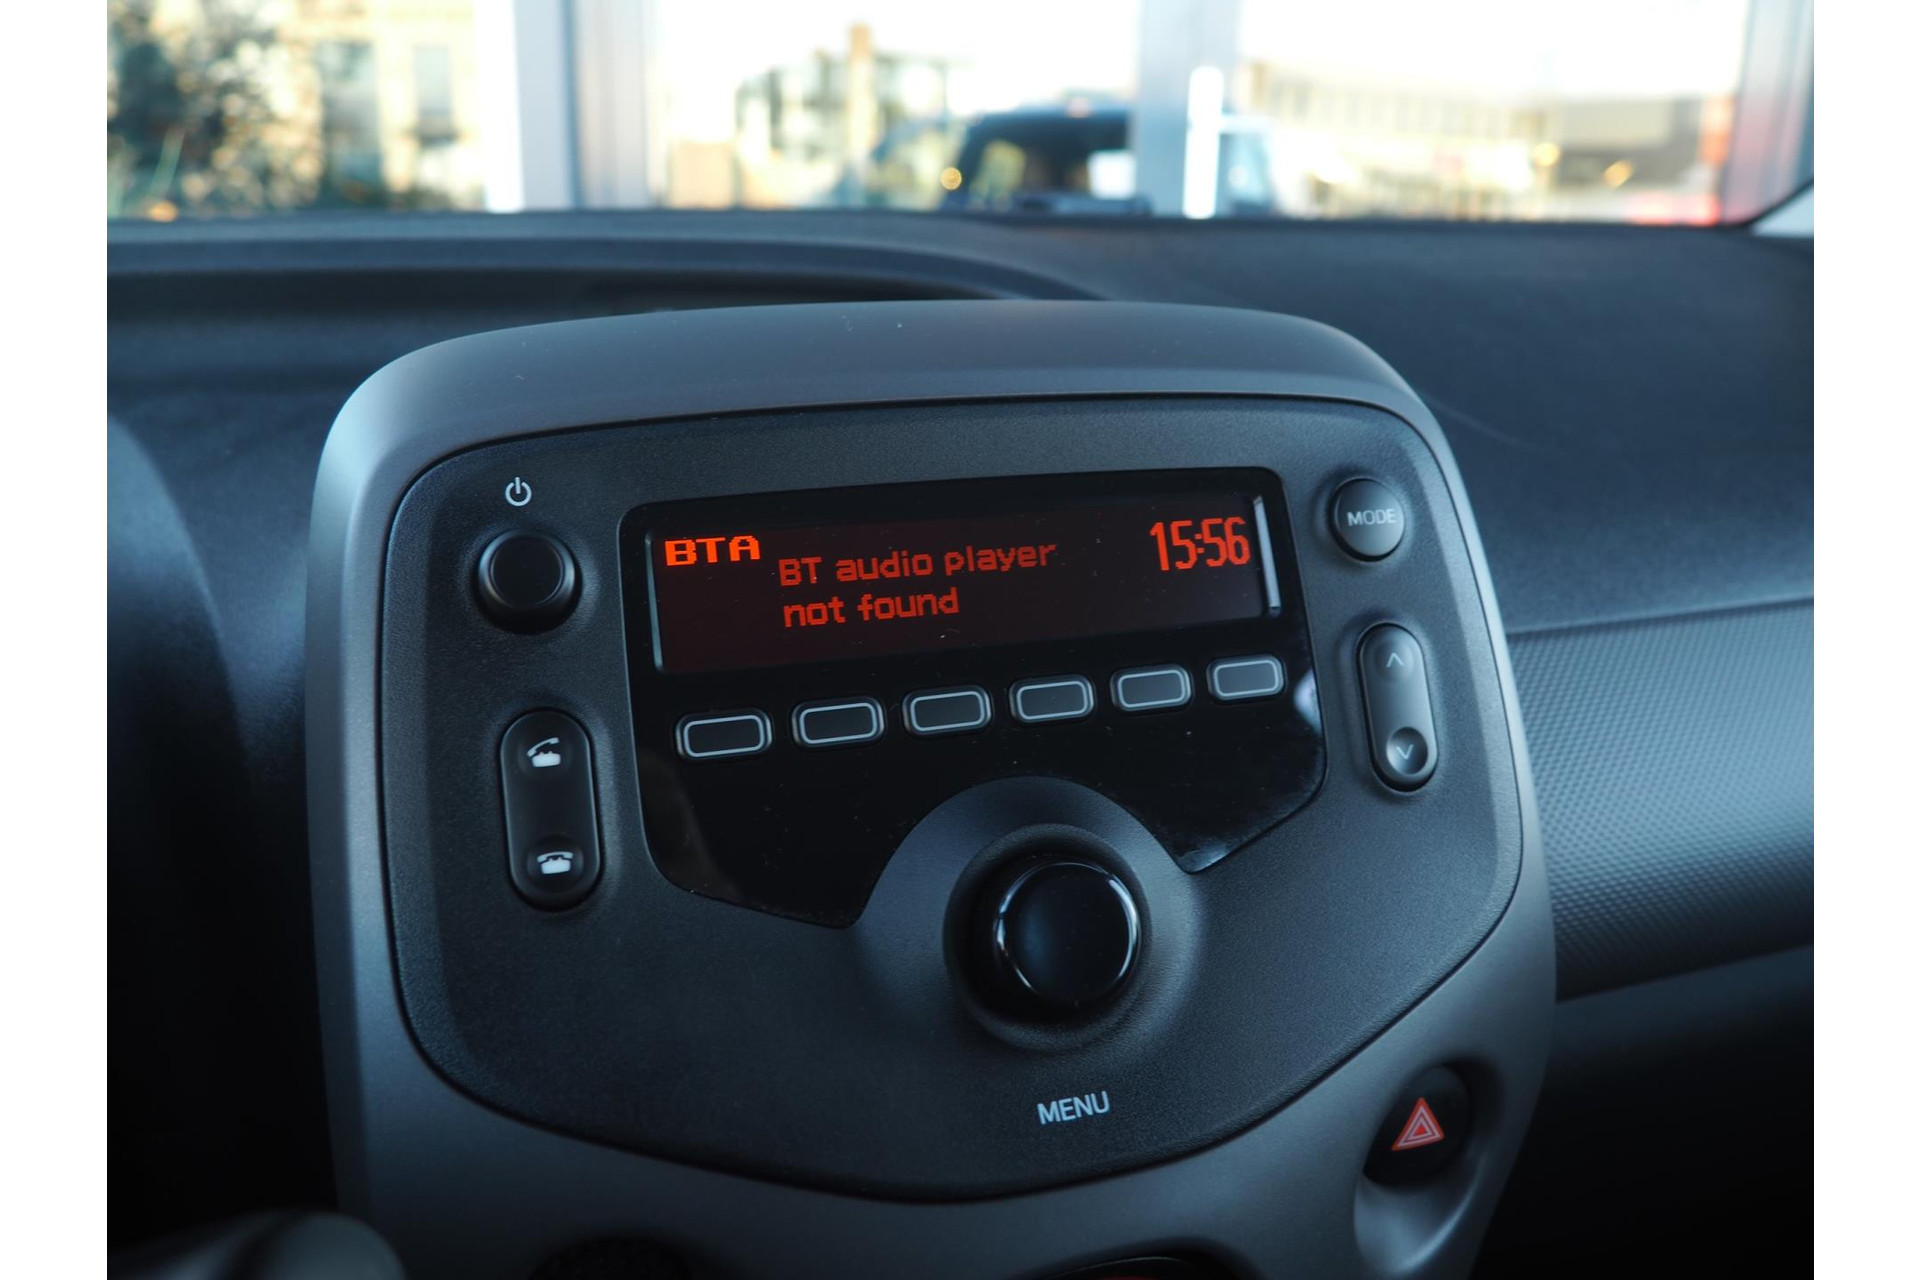 BTA
BT audio player
not found
15:56
MODE
MENU